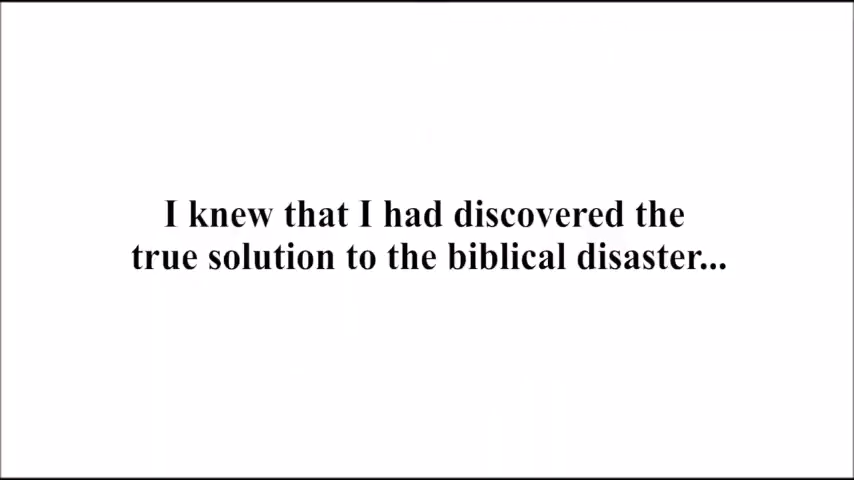 I knew that I had discovered the
true solution to the biblical disaster...